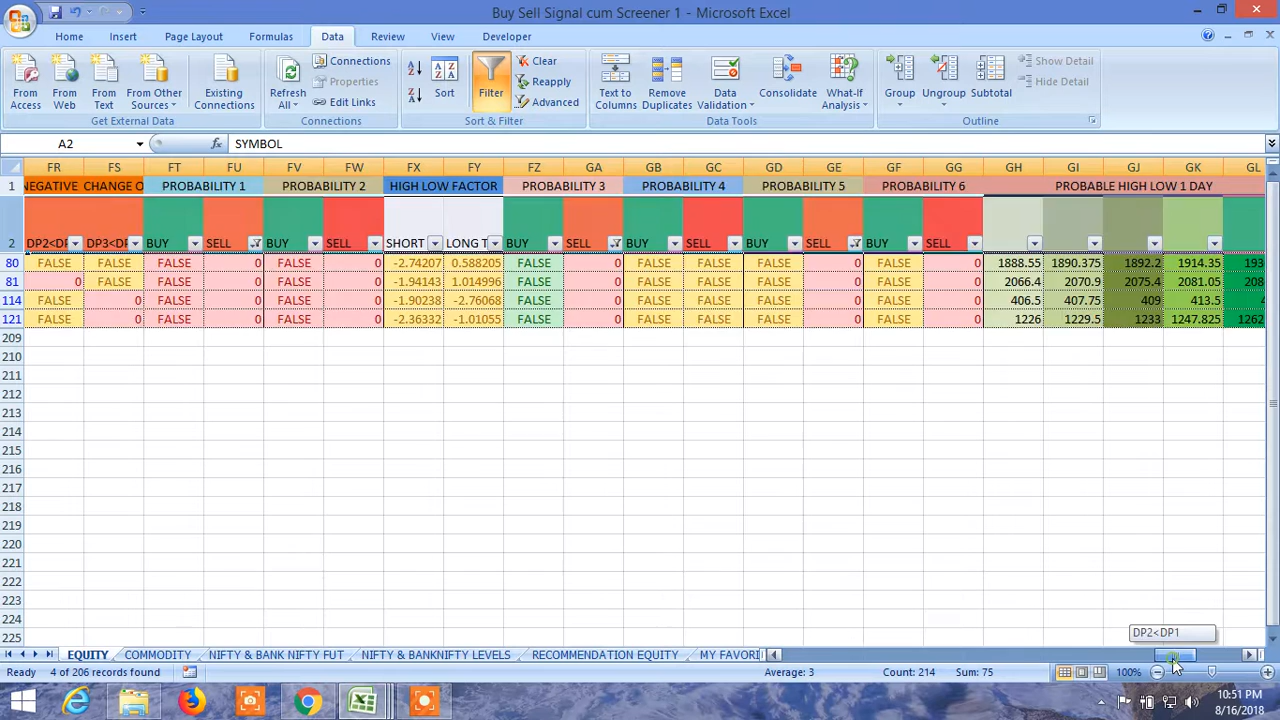 Buy Sell Signal cum Screener 1 - Microsoft Excel
Home Insert Page Layout Formulas Data Review View Developer
From Access
From Web
From Text
From Other Sources
Existing Connections
Get External Data
Refresh All
Connections
Properties
Edit Links
Connections
Sort
Filter
Clear
Reapply
Advanced
Sort & Filter
Text to Columns
Remove Duplicates
Data Validation
Consolidate
What-If Analysis
Data Tools
Group
Ungroup
Subtotal
Show Detail
Hide Detail
Outline
A2 fx SYMBOL
FR FS FT FU FV FW FX FY FZ GA GB GC GD GE GF GG GH GI GJ GK GL
1 NEGATIVE CHANGE O PROBABILITY 1 PROBABILITY 2 HIGH LOW FACTOR PROBABILITY 3 PROBABILITY 4 PROBABILITY 5 PROBABILITY 6 PROBABLE HIGH LOW 1 DAY
2 DP2<DP DP3<DP BUY SELL BUY SELL SHORT LONG T BUY SELL BUY SELL BUY SELL BUY SELL
80 FALSE FALSE FALSE 0 FALSE 0 -2.74207 0.588205 FALSE 0 FALSE FALSE FALSE 0 FALSE 0 1888.55 1890.375 1892.2 1914.35 193
81 0 FALSE FALSE 0 FALSE 0 -1.94143 1.014996 FALSE 0 FALSE FALSE FALSE 0 FALSE 0 2066.4 2070.9 2075.4 2081.05 208
114 FALSE 0 FALSE 0 FALSE 0 -1.90238 -2.76068 FALSE 0 FALSE FALSE FALSE 0 FALSE 0 406.5 407.75 409 413.5 4
121 FALSE 0 FALSE 0 FALSE 0 -2.36332 -1.01055 FALSE 0 FALSE FALSE FALSE 0 FALSE 0 1226 1229.5 1233 1247.825 1262
209
210
211
212
213
214
215
216
217
218
219
220
221
222
223
224
225
DP2<DP1
EQUITY COMMODITY NIFTY & BANK NIFTY FUT NIFTY & BANKNIFTY LEVELS RECOMMENDATION EQUITY MY FAVORI
Ready 4 of 206 records found Average: 3 Count: 214 Sum: 75 100%
10:51 PM
8/16/2018